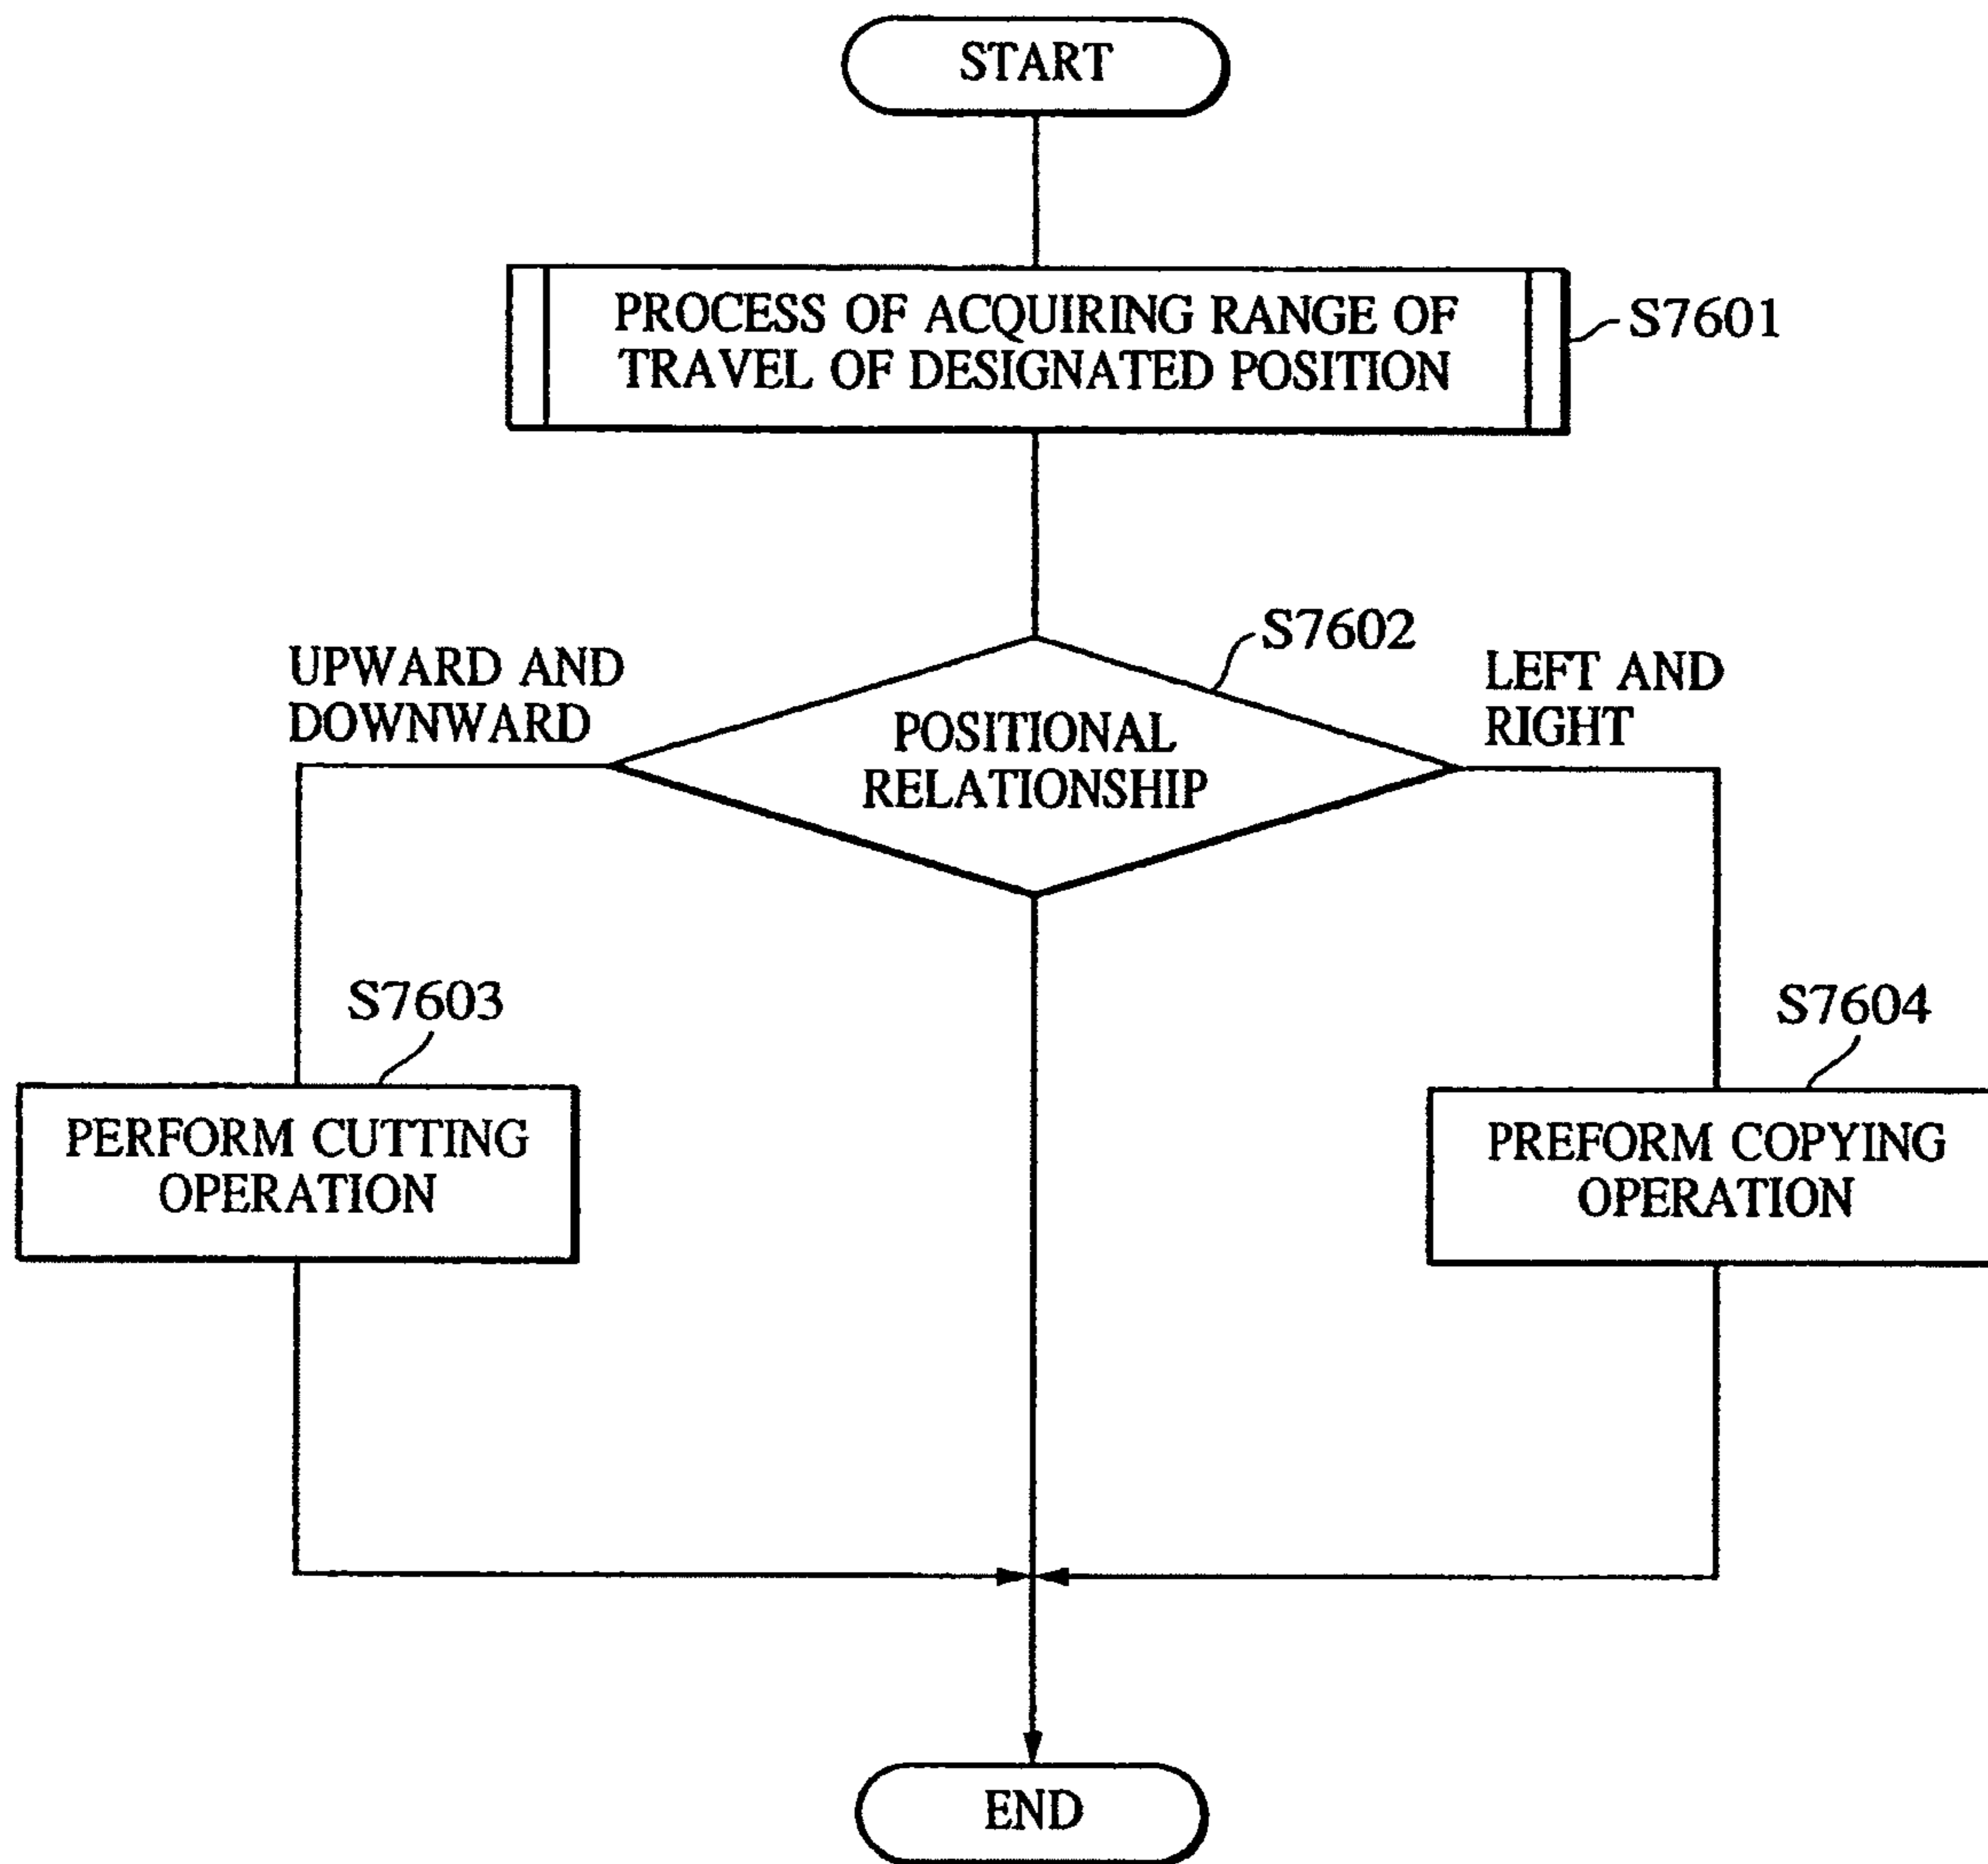 START
PROCESS OF ACQUIRING RANGE OF
TRAVEL OF DESIGNATED POSITION
S7601
S7602
UPWARD AND
DOWNWARD
POSITIONAL
RELATIONSHIP
LEFT AND
RIGHT
S7603
PERFORM CUTTING
OPERATION
S7604
PREFORM COPYING
OPERATION
END